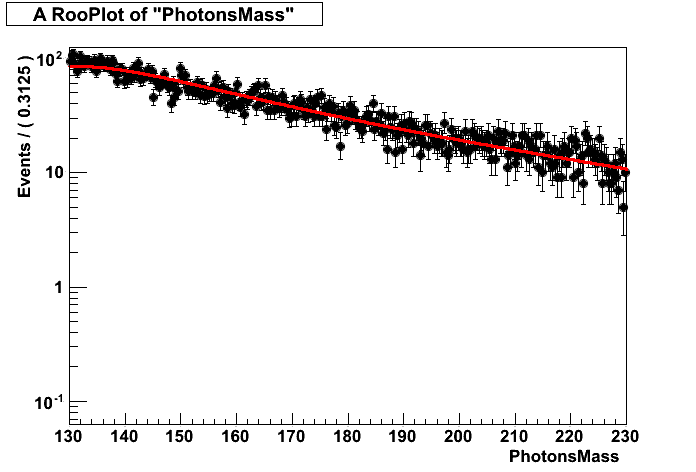 A RooPlot of "PhotonsMass"
Events / ( 0.3125 )
10²
10
1
10⁻¹
130 140 150 160 170 180 190 200 210 220 230
PhotonsMass